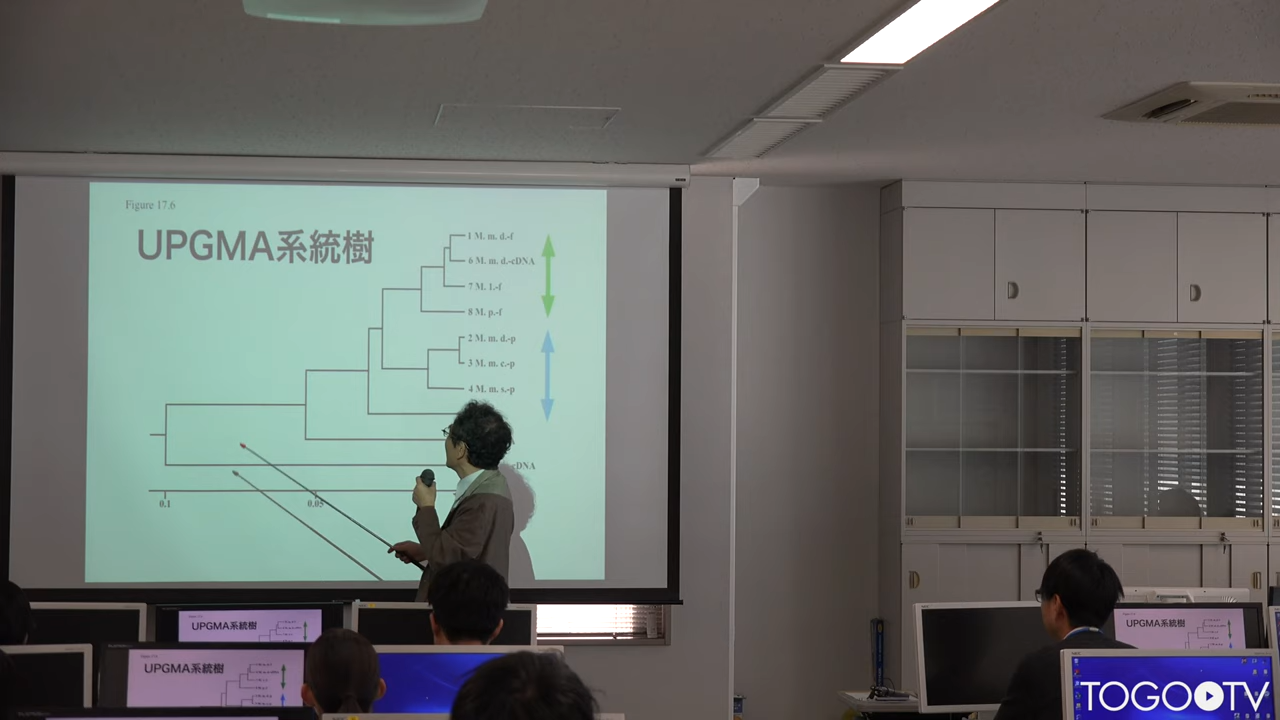 Figure 17.6
UPGMA系統樹
1 M. m. d.-f
6 M. m. d.-cDNA
7 M. l.-f
8 M. p.-f
2 M. m. d.-p
3 M. m. c.-p
4 M. m. s.-p
cDNA
0.1
0.05
UPGMA系統樹
UPGMA系統樹
UPGMA系統樹
TOGOTV